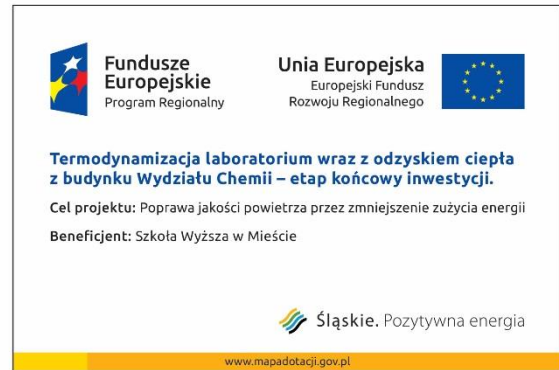 Fundusze
Europejskie
Program Regionalny
Unia Europejska
Europejski Fundusz
Rozwoju Regionalnego
Termodynamizacja laboratorium wraz z odzyskiem ciepła
z budynku Wydziału Chemii – etap końcowy inwestycji.
Cel projektu: Poprawa jakości powietrza przez zmniejszenie zużycia energii
Beneficjent: Szkoła Wyższa w Mieście
Śląskie. Pozytywna energia
www.mapadotacji.gov.pl